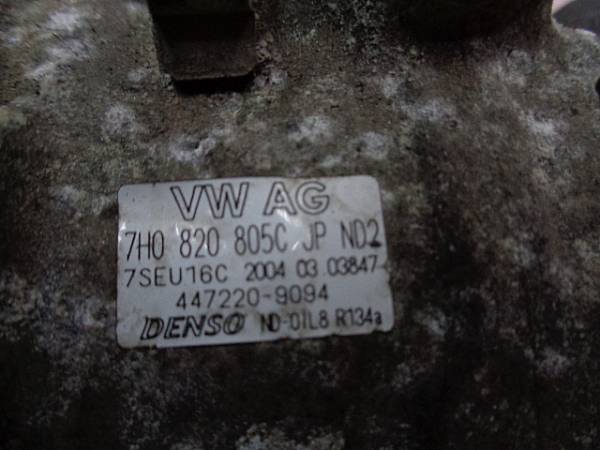 VW AG
7H0 820 805C JP ND2
7SEU16C 2004 03 03847
447220-9094
DENSO ND-OIL8 R134a